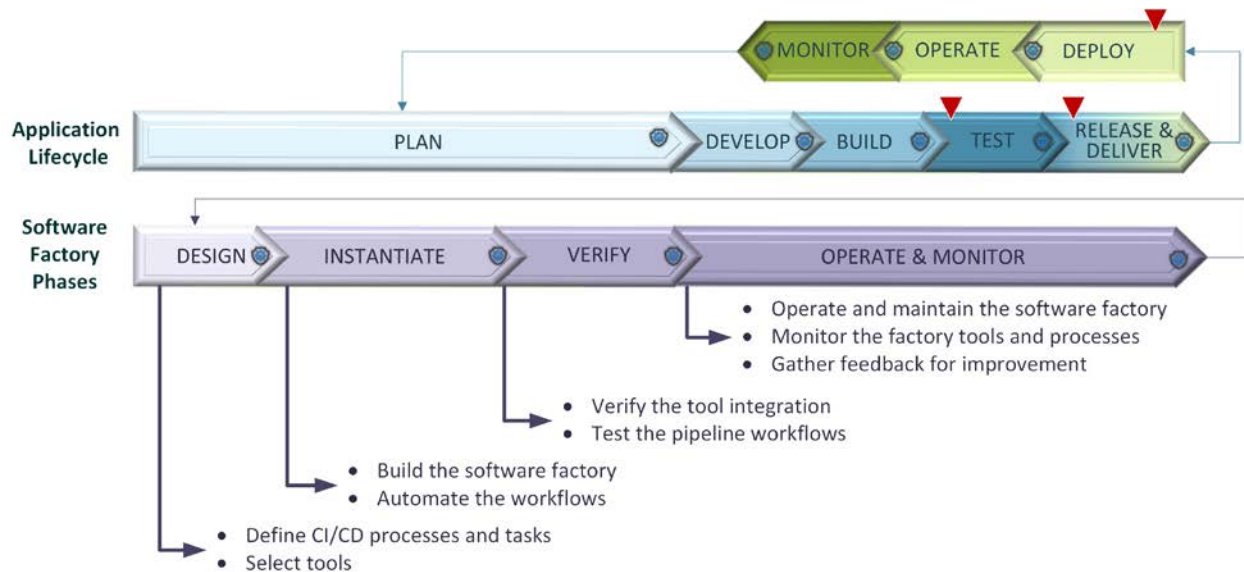 MONITOR OPERATE DEPLOY
Application
Lifecycle
PLAN DEVELOP BUILD TEST RELEASE &
DELIVER
Software
Factory
Phases
DESIGN INSTANTIATE VERIFY OPERATE & MONITOR
• Operate and maintain the software factory
• Monitor the factory tools and processes
• Gather feedback for improvement
• Verify the tool integration
• Test the pipeline workflows
• Build the software factory
• Automate the workflows
• Define CI/CD processes and tasks
• Select tools